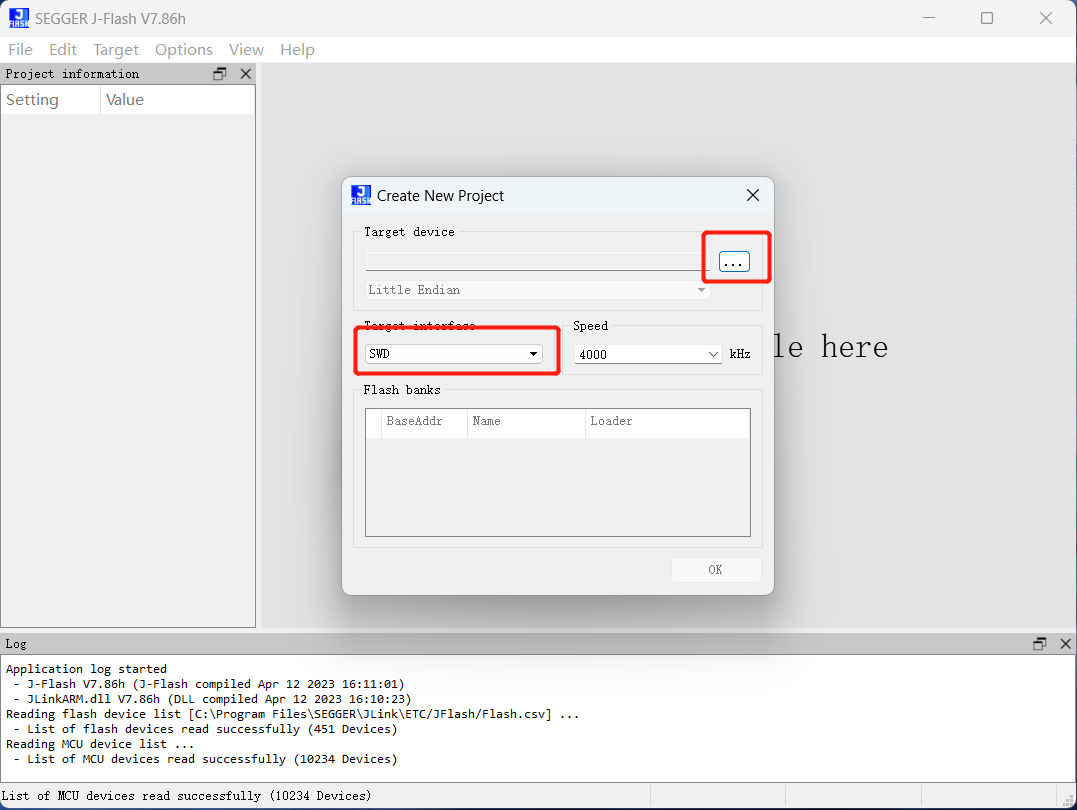 SEGGER J-Flash V7.86h
File Edit Target Options View Help
Project information
Setting Value
Create New Project
Target device
...
Little Endian
Target interface Speed
SWD 4000 kHz
le here
Flash banks
BaseAddr Name Loader
OK
Log
Application log started
- J-Flash V7.86h (J-Flash compiled Apr 12 2023 16:11:01)
- JLinkARM.dll V7.86h (DLL compiled Apr 12 2023 16:10:23)
Reading flash device list [C:\Program Files\SEGGER\JLink\ETC/JFlash/Flash.csv] ...
- List of flash devices read successfully (451 Devices)
Reading MCU device list ...
- List of MCU devices read successfully (10234 Devices)
List of MCU devices read successfully (10234 Devices)